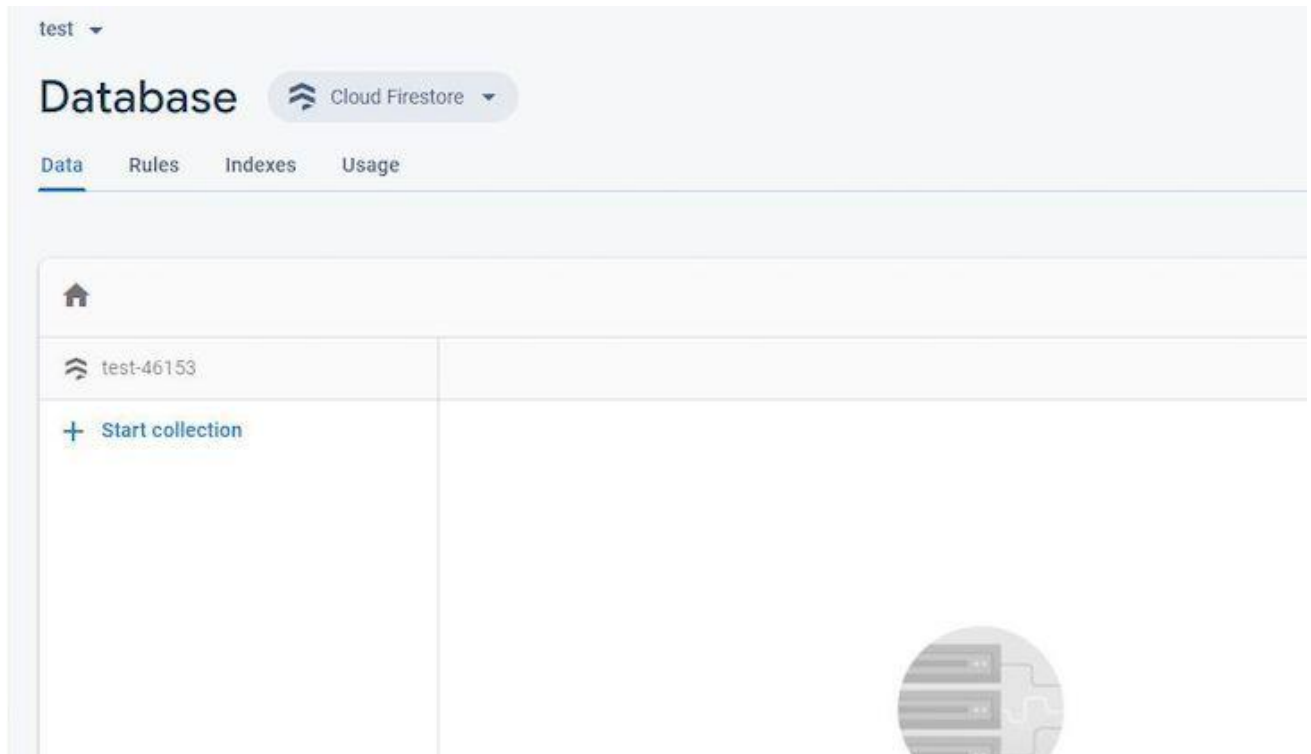 test
Database Cloud Firestore
Data Rules Indexes Usage
test-46153
+ Start collection